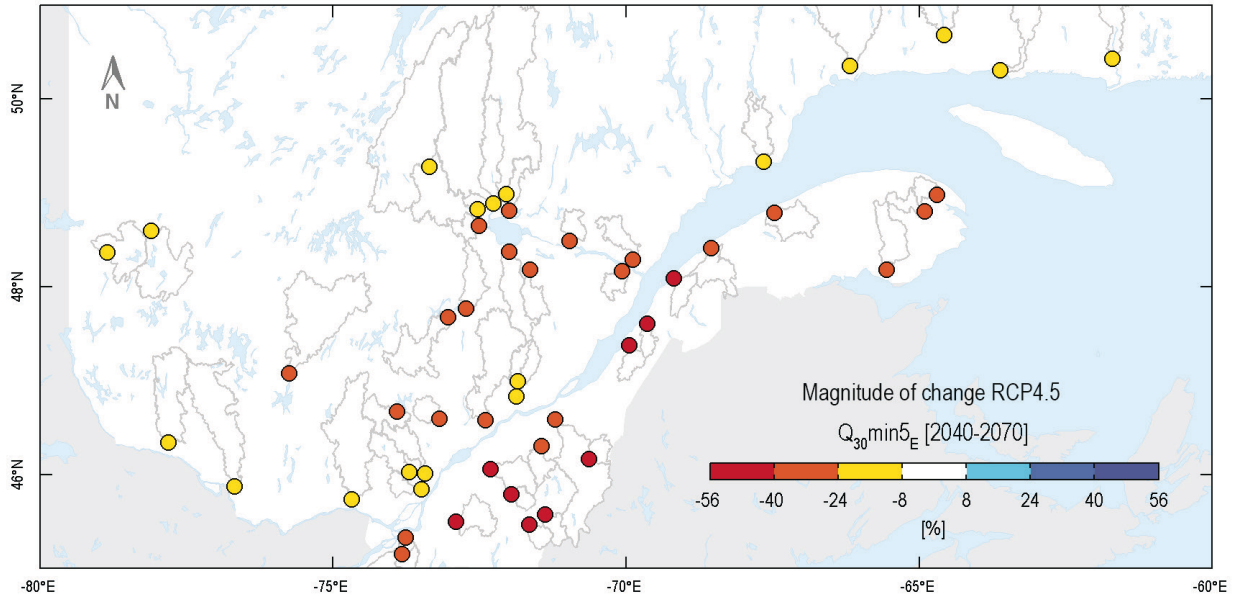 50°N
48°N
46°N
N
Magnitude of change RCP4.5
Q30min5E [2040-2070]
-56 -40 -24 -8 8 24 40 56
[%]
-80°E -75°E -70°E -65°E -60°E